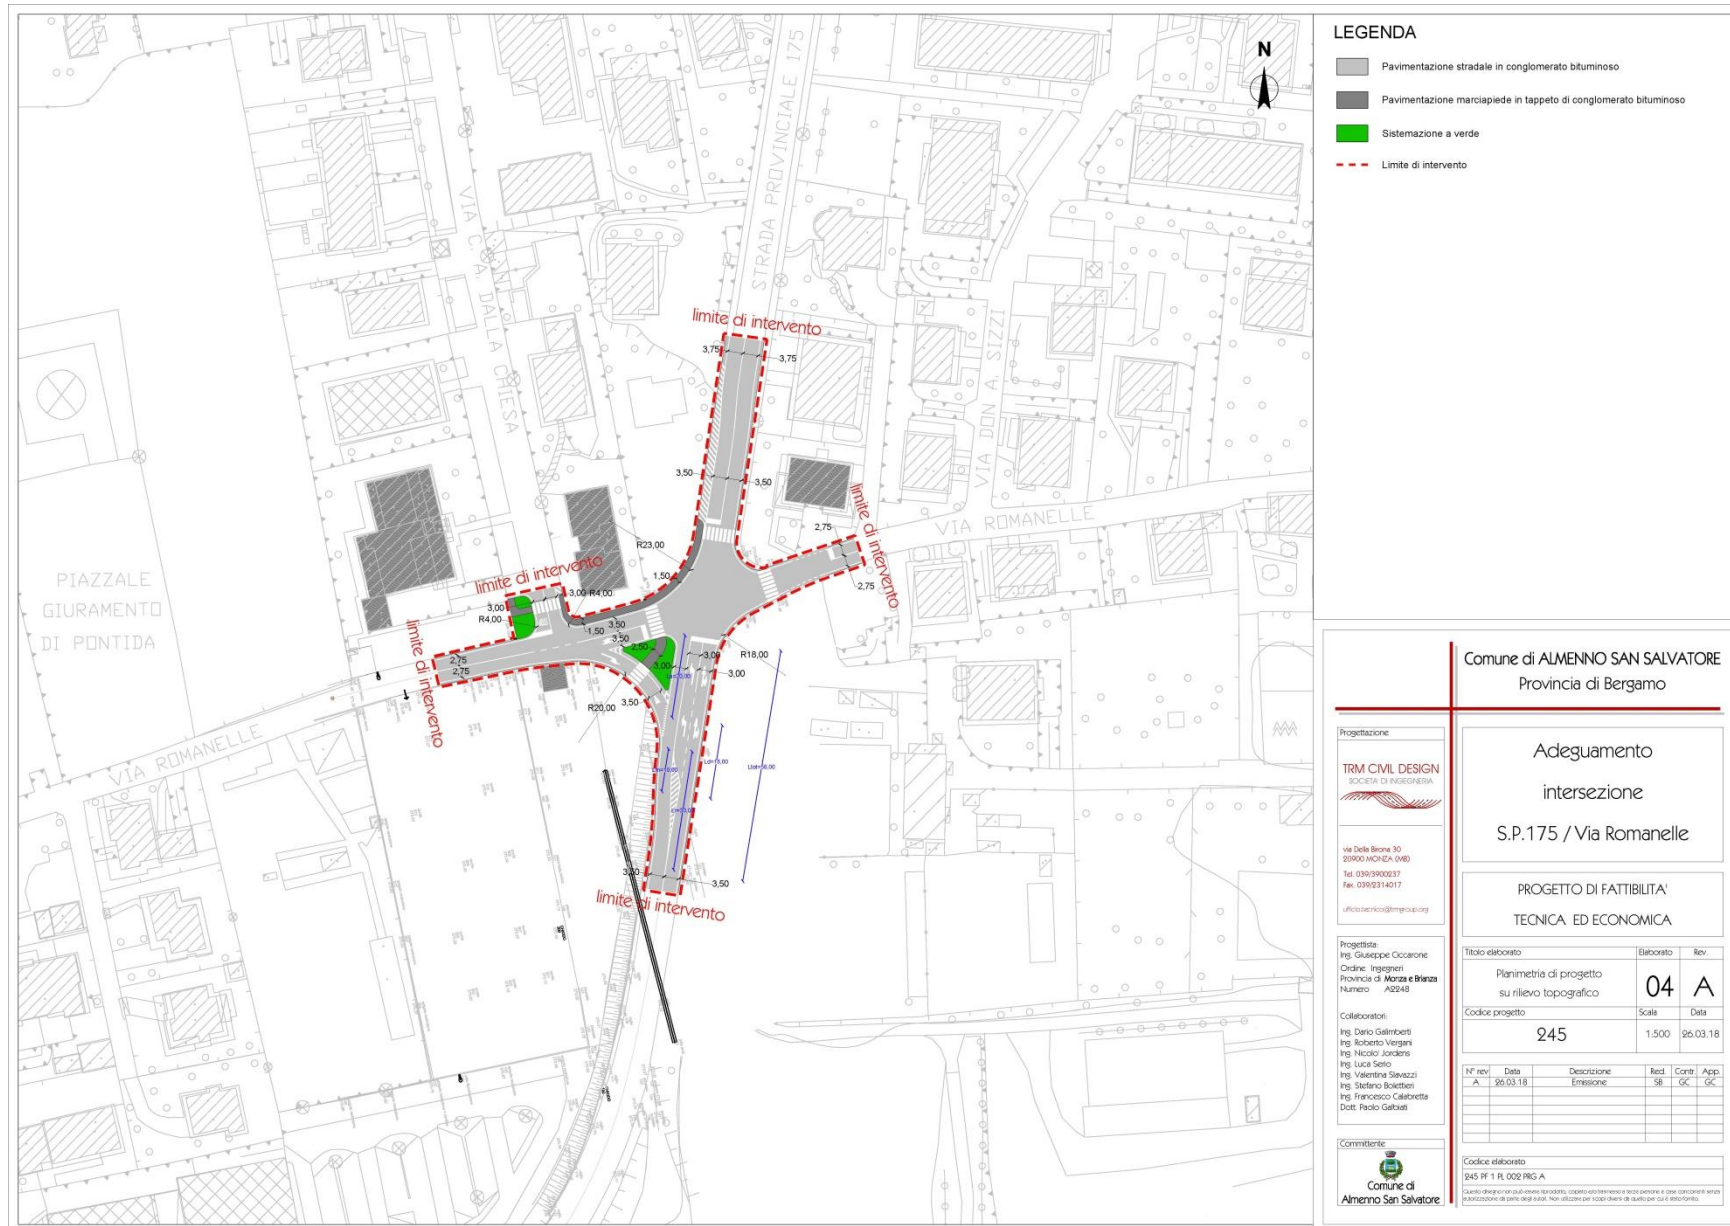 LEGENDA
Pavimentazione stradale in conglomerato bituminoso
Pavimentazione marciapiede in tappeto di conglomerato bituminoso
Sistemazione a verde
Limite di intervento
N
STRADA PROVINCIALE 175
VIA C. A. DALLA CHIESA
VIA DON A. SIZZI
VIA ROMANELLE
PIAZZALE
GIURAMENTO
DI PONTIDA
VIA ROMANELLE
limite di intervento
3,75
3,75
3,50
3,50
limite di intervento
2,75
2,75
R23,00
1,50
limite di intervento
3,00
R4,00
3,00
R4,00
1,50
3,50
3,50
2,50
3,00
3,00
R18,00
3,00
limite di intervento
2,75
2,75
3,50
R20,00
3,50
limite di intervento
Comune di ALMENNO SAN SALVATORE
Provincia di Bergamo
Progettazione
TRM CIVIL DESIGN
SOCIETÀ DI INGEGNERIA
via Della Birona 30
20900 MONZA (MB)
Tel. 039/3900237
Fax. 039/2314017
ufficio.tecnico@trmgroup.org
Adeguamento
intersezione
S.P.175 / Via Romanelle
PROGETTO DI FATTIBILITA'
TECNICA ED ECONOMICA
Progettista:
Ing. Giuseppe Ciccarone
Ordine Ingegneri
Provincia di Monza e Brianza
Numero A2248
Collaboratori:
Ing. Dario Galimberti
Ing. Roberto Vergani
Ing. Nicolo' Jordens
Ing. Luca Serio
Ing. Valentina Slavazzi
Ing. Stefano Bolettieri
Ing. Francesco Calabretta
Dott. Paolo Galbiati
Titolo elaborato
Elaborato
Rev.
Planimetria di progetto
su rilievo topografico
04
A
Codice progetto
Scala
Data
245
1:500
26.03.18
N° rev
Data
Descrizione
Red.
Contr.
App.
A
26.03.18
Emissione
SB
GC
GC
Committente
Comune di
Almenno San Salvatore
Codice elaborato
245 PF 1 PL 002 PRG A